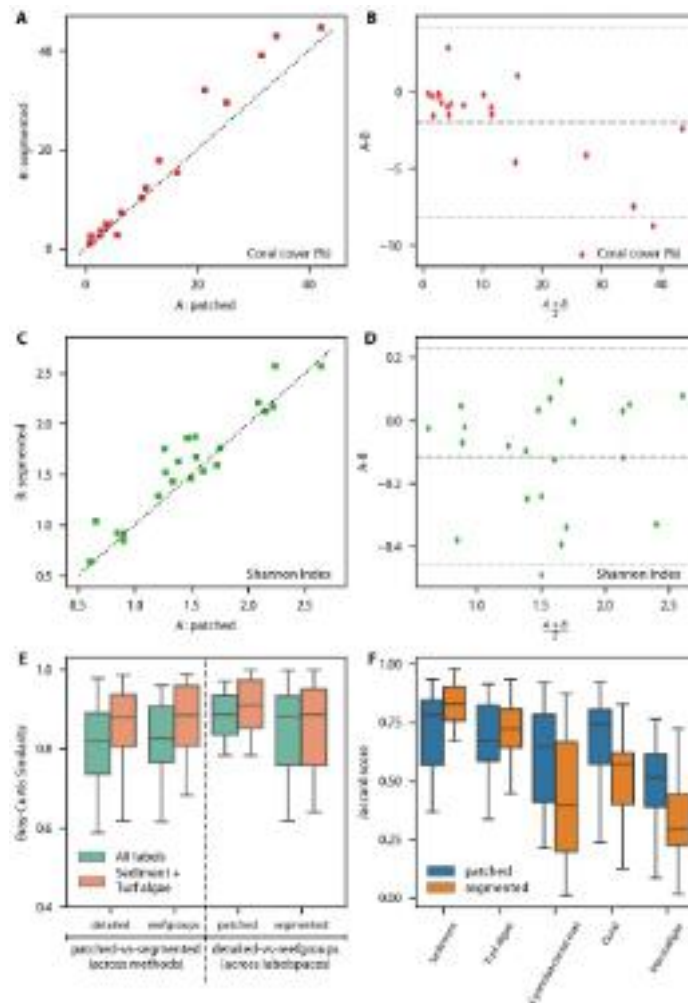 A
B: segmented
40
20
0
0
20
40
Coral cover (%)
A: patched
B
A-B
0
−5
−10
0
10
20
30
40
Coral cover (%)
A + B
2
C
B: segmented
2.5
2.0
1.5
1.0
0.5
0.5
1.0
1.5
2.0
2.5
Shannon Index
A: patched
D
A-B
0.2
0.0
−0.2
−0.4
1.0
1.5
2.0
2.5
Shannon Index
A + B
2
E
Bray-Curtis Similarity
1.0
0.8
0.6
0.4
All labels
Sediment +
Turf algae
detailed
reefgroups
patched
segmented
patched-vs-segmented
(across methods)
detailed-vs-reefgroups
(across labelspaces)
F
Jaccard score
1.00
0.75
0.50
0.25
0.00
patched
segmented
Sediment
Turf algae
Coral